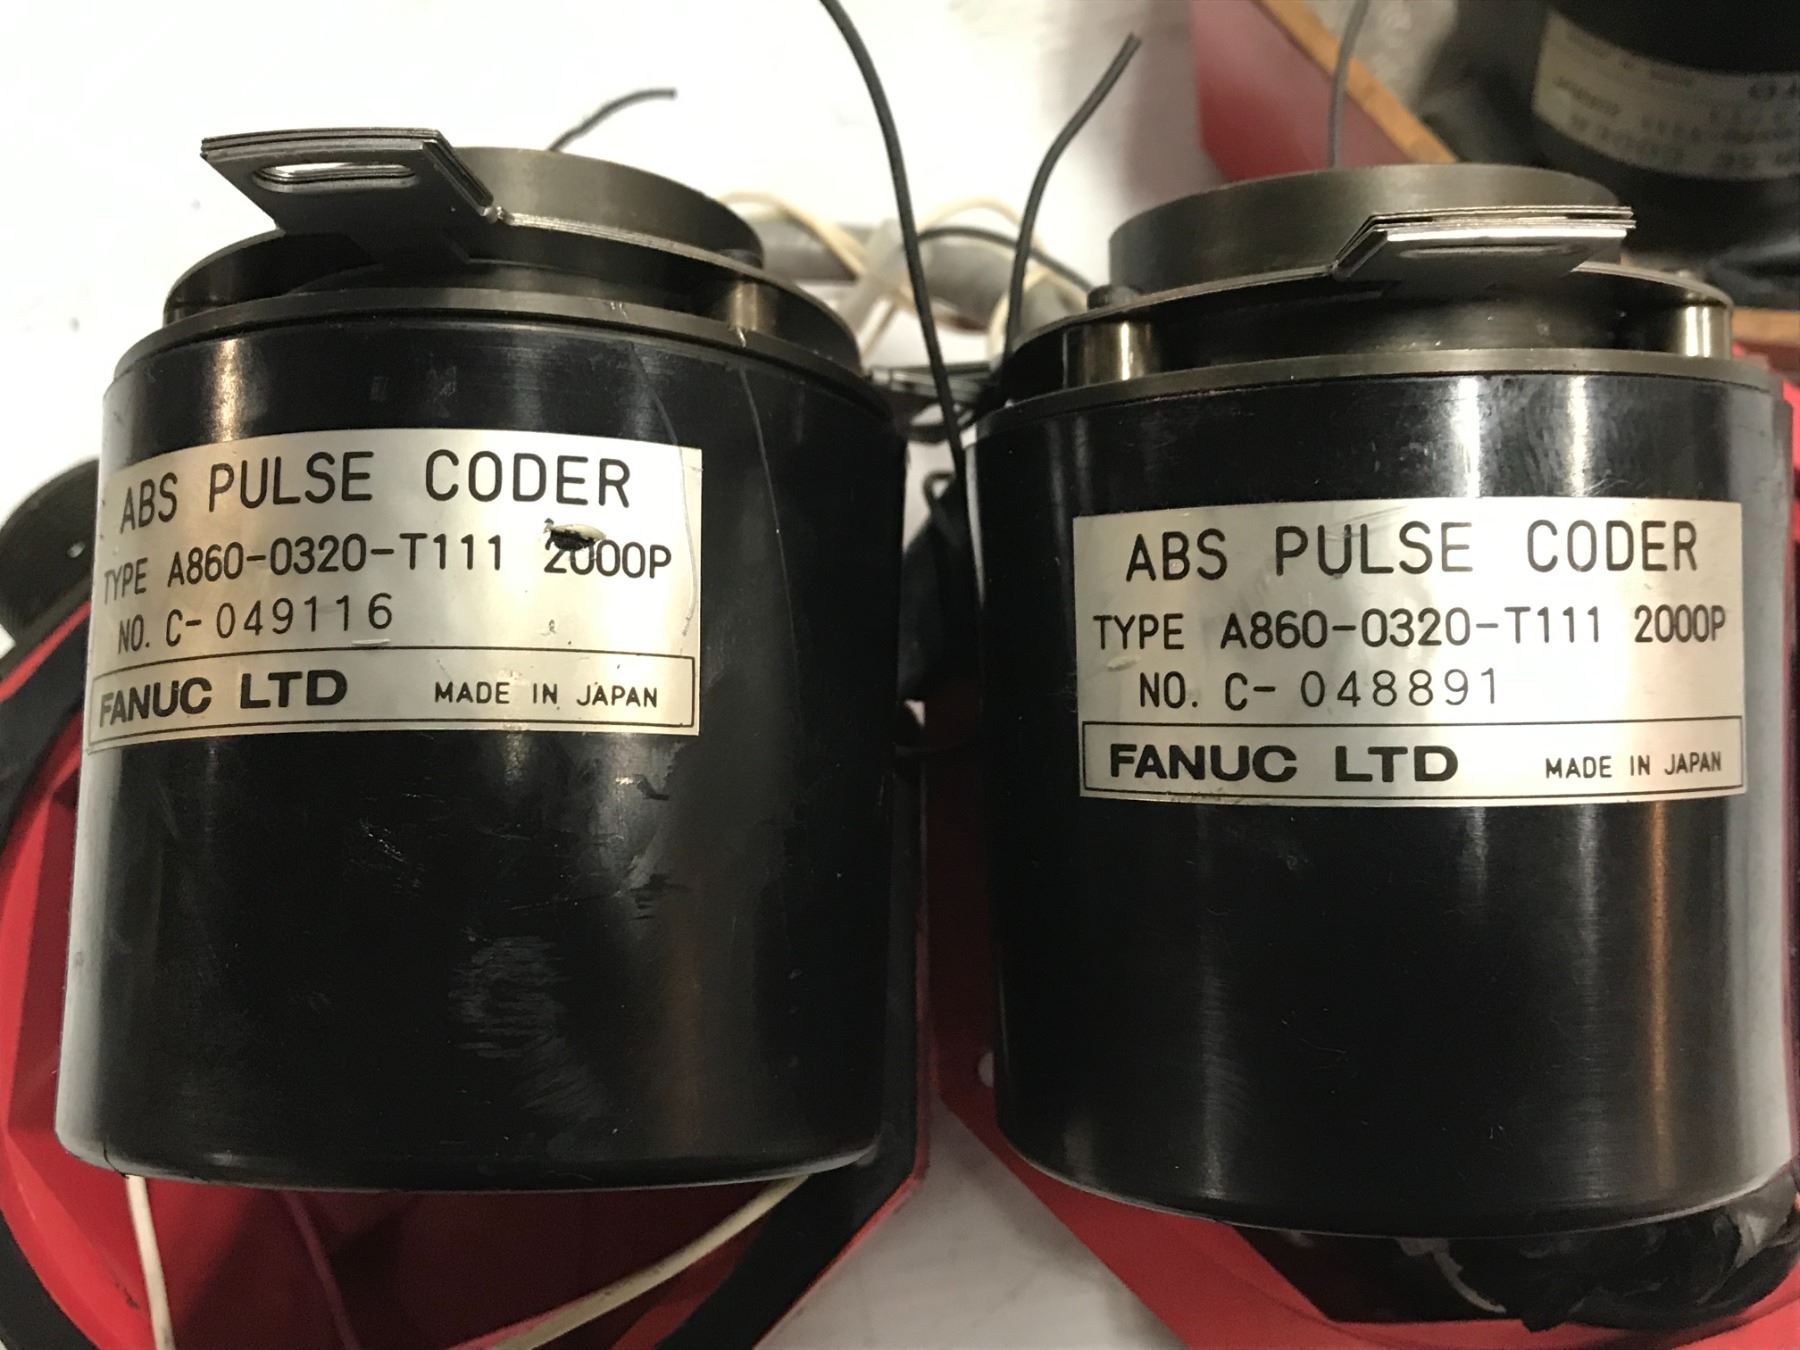 ABS PULSE CODER
TYPE A860-0320-T111 2000P
NO. C-049116
FANUC LTD MADE IN JAPAN
ABS PULSE CODER
TYPE A860-0320-T111 2000P
NO. C-048891
FANUC LTD MADE IN JAPAN